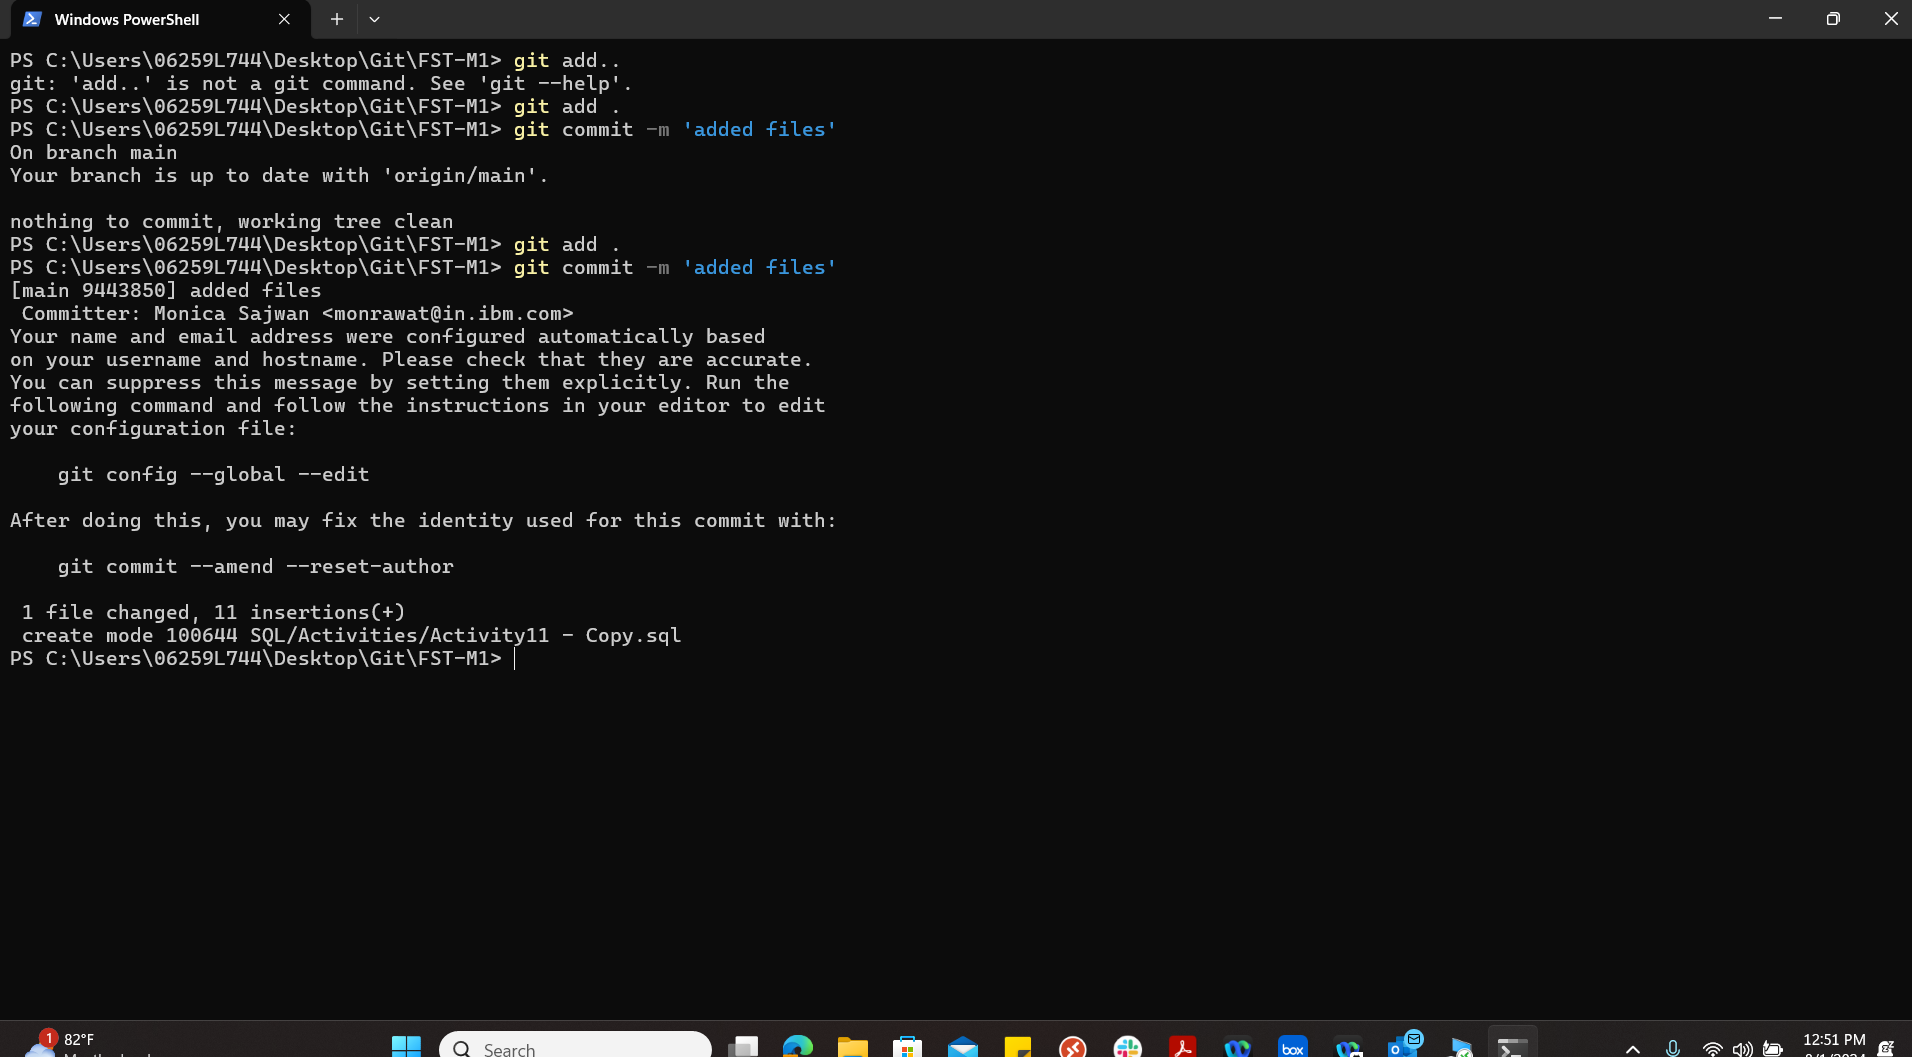 Windows PowerShell
PS C:\Users\06259L744\Desktop\Git\FST-M1> git add..
git: 'add..' is not a git command. See 'git --help'.
PS C:\Users\06259L744\Desktop\Git\FST-M1> git add .
PS C:\Users\06259L744\Desktop\Git\FST-M1> git commit -m 'added files'
On branch main
Your branch is up to date with 'origin/main'.
nothing to commit, working tree clean
PS C:\Users\06259L744\Desktop\Git\FST-M1> git add .
PS C:\Users\06259L744\Desktop\Git\FST-M1> git commit -m 'added files'
[main 9443850] added files
Committer: Monica Sajwan <monrawat@in.ibm.com>
Your name and email address were configured automatically based
on your username and hostname. Please check that they are accurate.
You can suppress this message by setting them explicitly. Run the
following command and follow the instructions in your editor to edit
your configuration file:
git config --global --edit
After doing this, you may fix the identity used for this commit with:
git commit --amend --reset-author
1 file changed, 11 insertions(+)
create mode 100644 SQL/Activities/Activity11 - Copy.sql
PS C:\Users\06259L744\Desktop\Git\FST-M1>
1
82°F
Search
box
12:51 PM